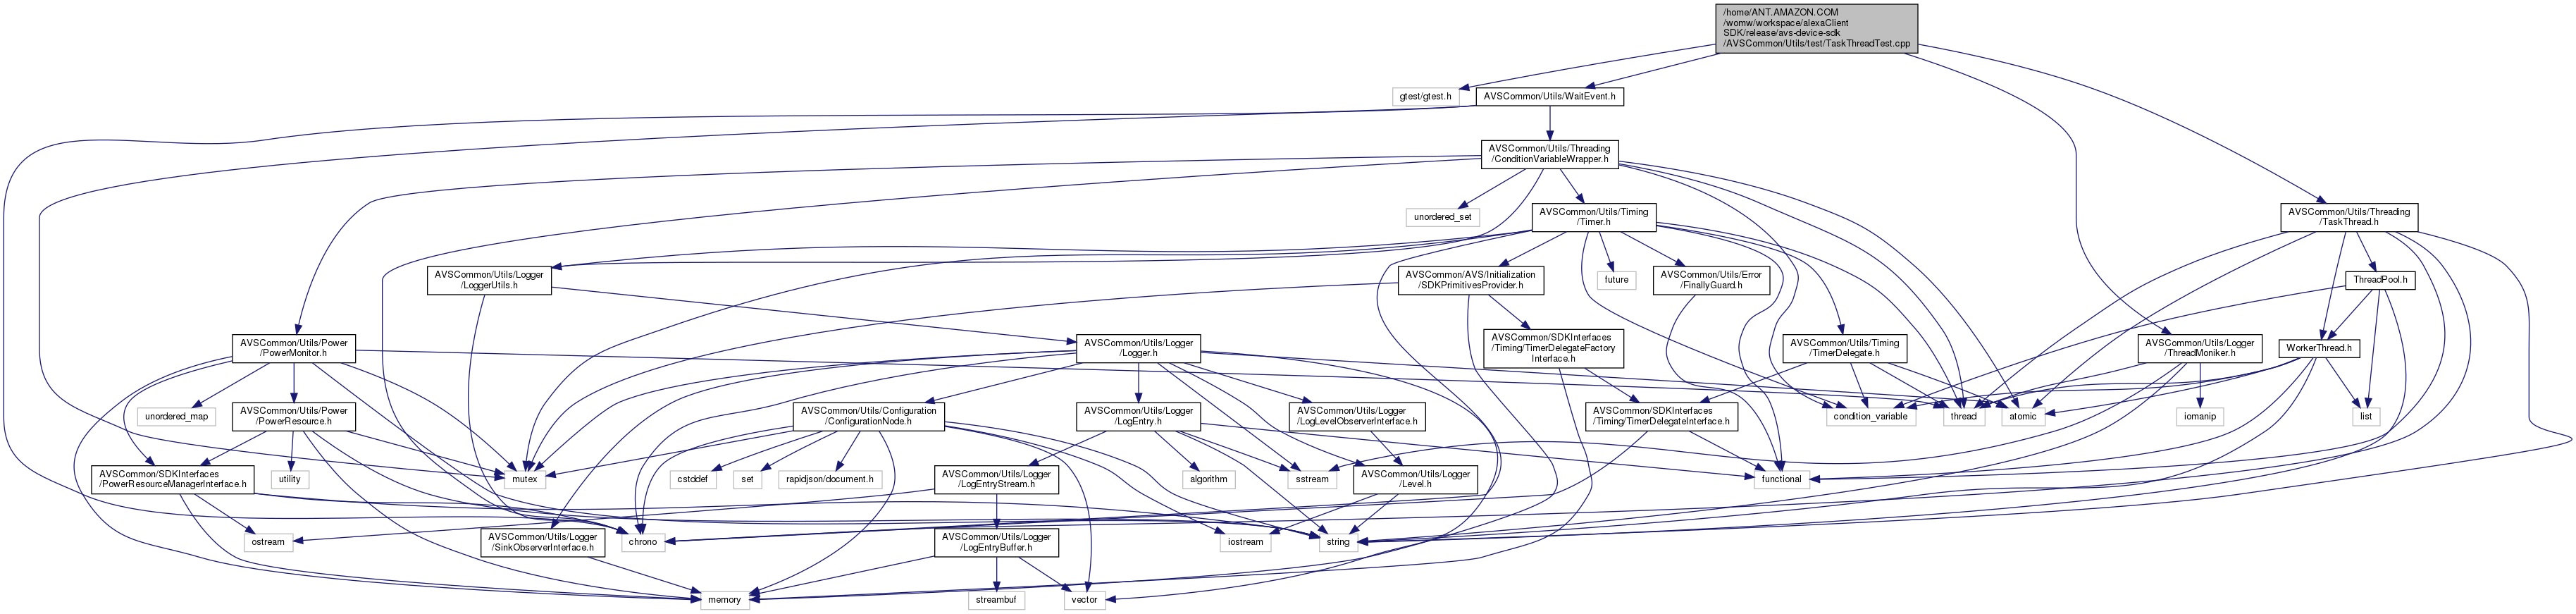 /home/ANT.AMAZON.COM
/womw/workspace/alexaClient
SDK/release/avs-device-sdk
/AVSCommon/Utils/test/TaskThreadTest.cpp
gtest/gtest.h
AVSCommon/Utils/WaitEvent.h
AVSCommon/Utils/Threading
/ConditionVariableWrapper.h
unordered_set
AVSCommon/Utils/Timing
/Timer.h
AVSCommon/Utils/Threading
/TaskThread.h
AVSCommon/Utils/Logger
/LoggerUtils.h
AVSCommon/AVS/Initialization
/SDKPrimitivesProvider.h
future
AVSCommon/Utils/Error
/FinallyGuard.h
ThreadPool.h
AVSCommon/Utils/Power
/PowerMonitor.h
AVSCommon/Utils/Logger
/Logger.h
AVSCommon/SDKInterfaces
/Timing/TimerDelegateFactory
Interface.h
AVSCommon/Utils/Timing
/TimerDelegate.h
AVSCommon/Utils/Logger
/ThreadMoniker.h
WorkerThread.h
unordered_map
AVSCommon/Utils/Power
/PowerResource.h
AVSCommon/Utils/Configuration
/ConfigurationNode.h
AVSCommon/Utils/Logger
/LogEntry.h
AVSCommon/Utils/Logger
/LogLevelObserverInterface.h
AVSCommon/SDKInterfaces
/Timing/TimerDelegateInterface.h
condition_variable
thread
atomic
iomanip
list
AVSCommon/SDKInterfaces
/PowerResourceManagerInterface.h
utility
mutex
cstddef
set
rapidjson/document.h
AVSCommon/Utils/Logger
/LogEntryStream.h
algorithm
sstream
AVSCommon/Utils/Logger
/Level.h
functional
ostream
AVSCommon/Utils/Logger
/SinkObserverInterface.h
chrono
AVSCommon/Utils/Logger
/LogEntryBuffer.h
iostream
string
memory
streambuf
vector